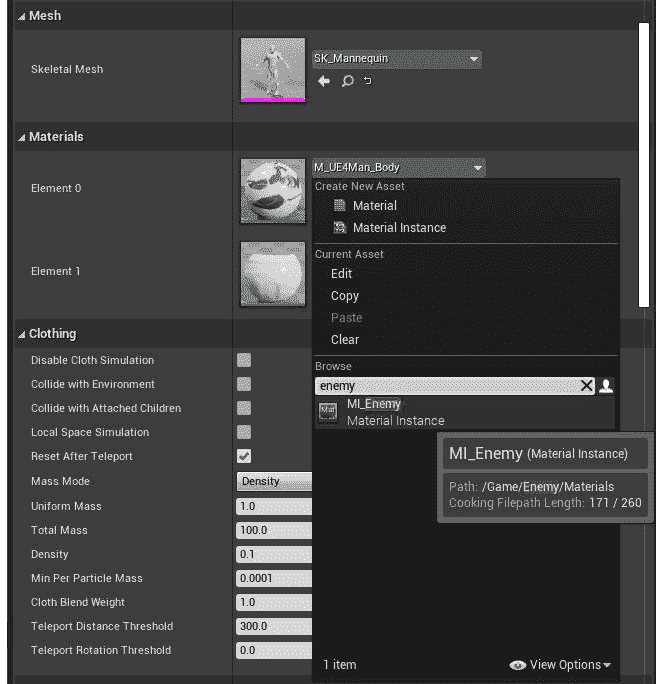 Mesh
Skeletal Mesh
SK_Mannequin
Materials
Element 0
M_UE4Man_Body
Create New Asset
Material
Material Instance
Current Asset
Edit
Copy
Paste
Clear
Browse
enemy
MI_Enemy
Material Instance
MI_Enemy (Material Instance)
Path: /Game/Enemy/Materials
Cooking Filepath Length: 171 / 260
1 item
View Options
Element 1
Clothing
Disable Cloth Simulation
Collide with Environment
Collide with Attached Children
Local Space Simulation
Reset After Teleport
Mass Mode
Density
Uniform Mass
1.0
Total Mass
100.0
Density
0.1
Min Per Particle Mass
0.0001
Cloth Blend Weight
1.0
Teleport Distance Threshold
300.0
Teleport Rotation Threshold
0.0